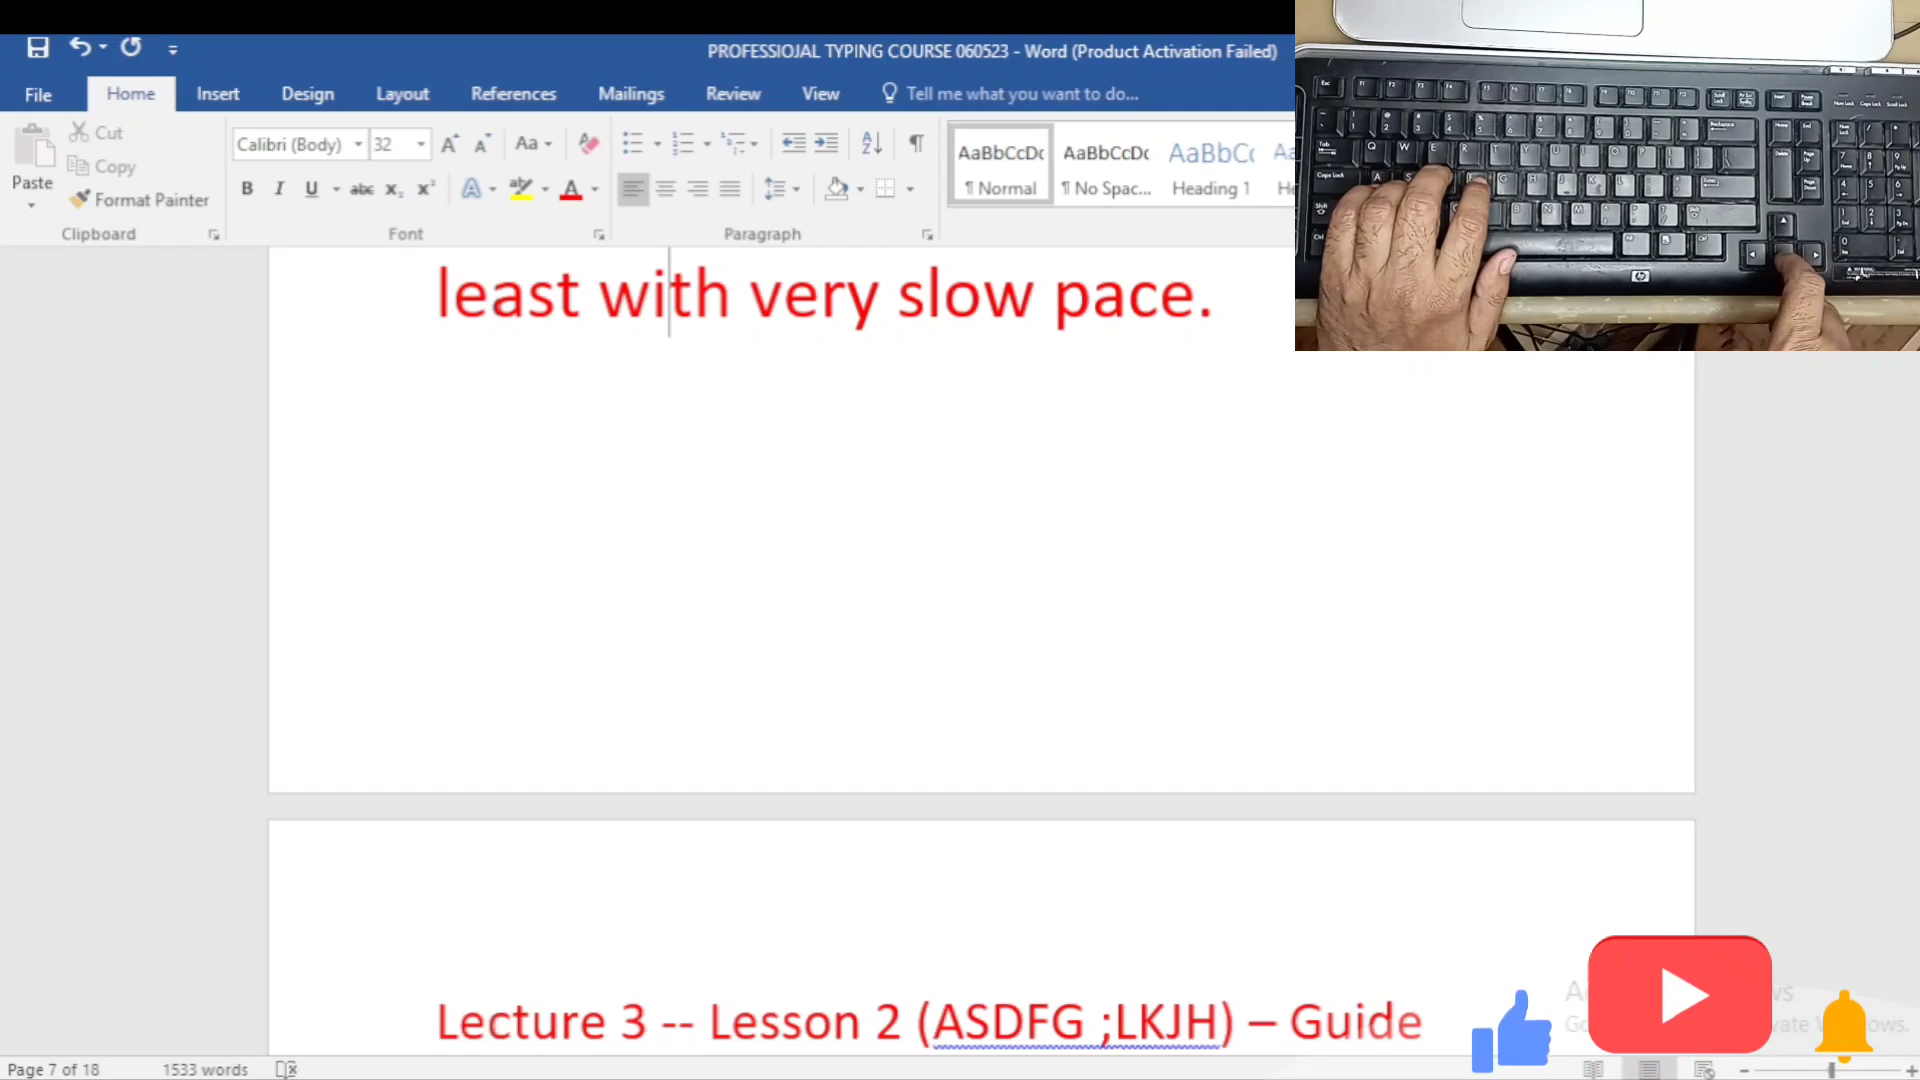 PROFESSIOJAL TYPING COURSE 060523 - Word (Product Activation Failed)
File Home Insert Design Layout References Mailings Review View Tell me what you want to do...
Cut
Copy
Paste
Format Painter
Clipboard
Calibri (Body) 32
Font
Paragraph
AaBbCcDc AaBbCcDc AaBbCc
¶ Normal ¶ No Spac... Heading 1
least with very slow pace.
Lecture 3 -- Lesson 2 (ASDFG ;LKJH) – Guide
Page 7 of 18 1533 words